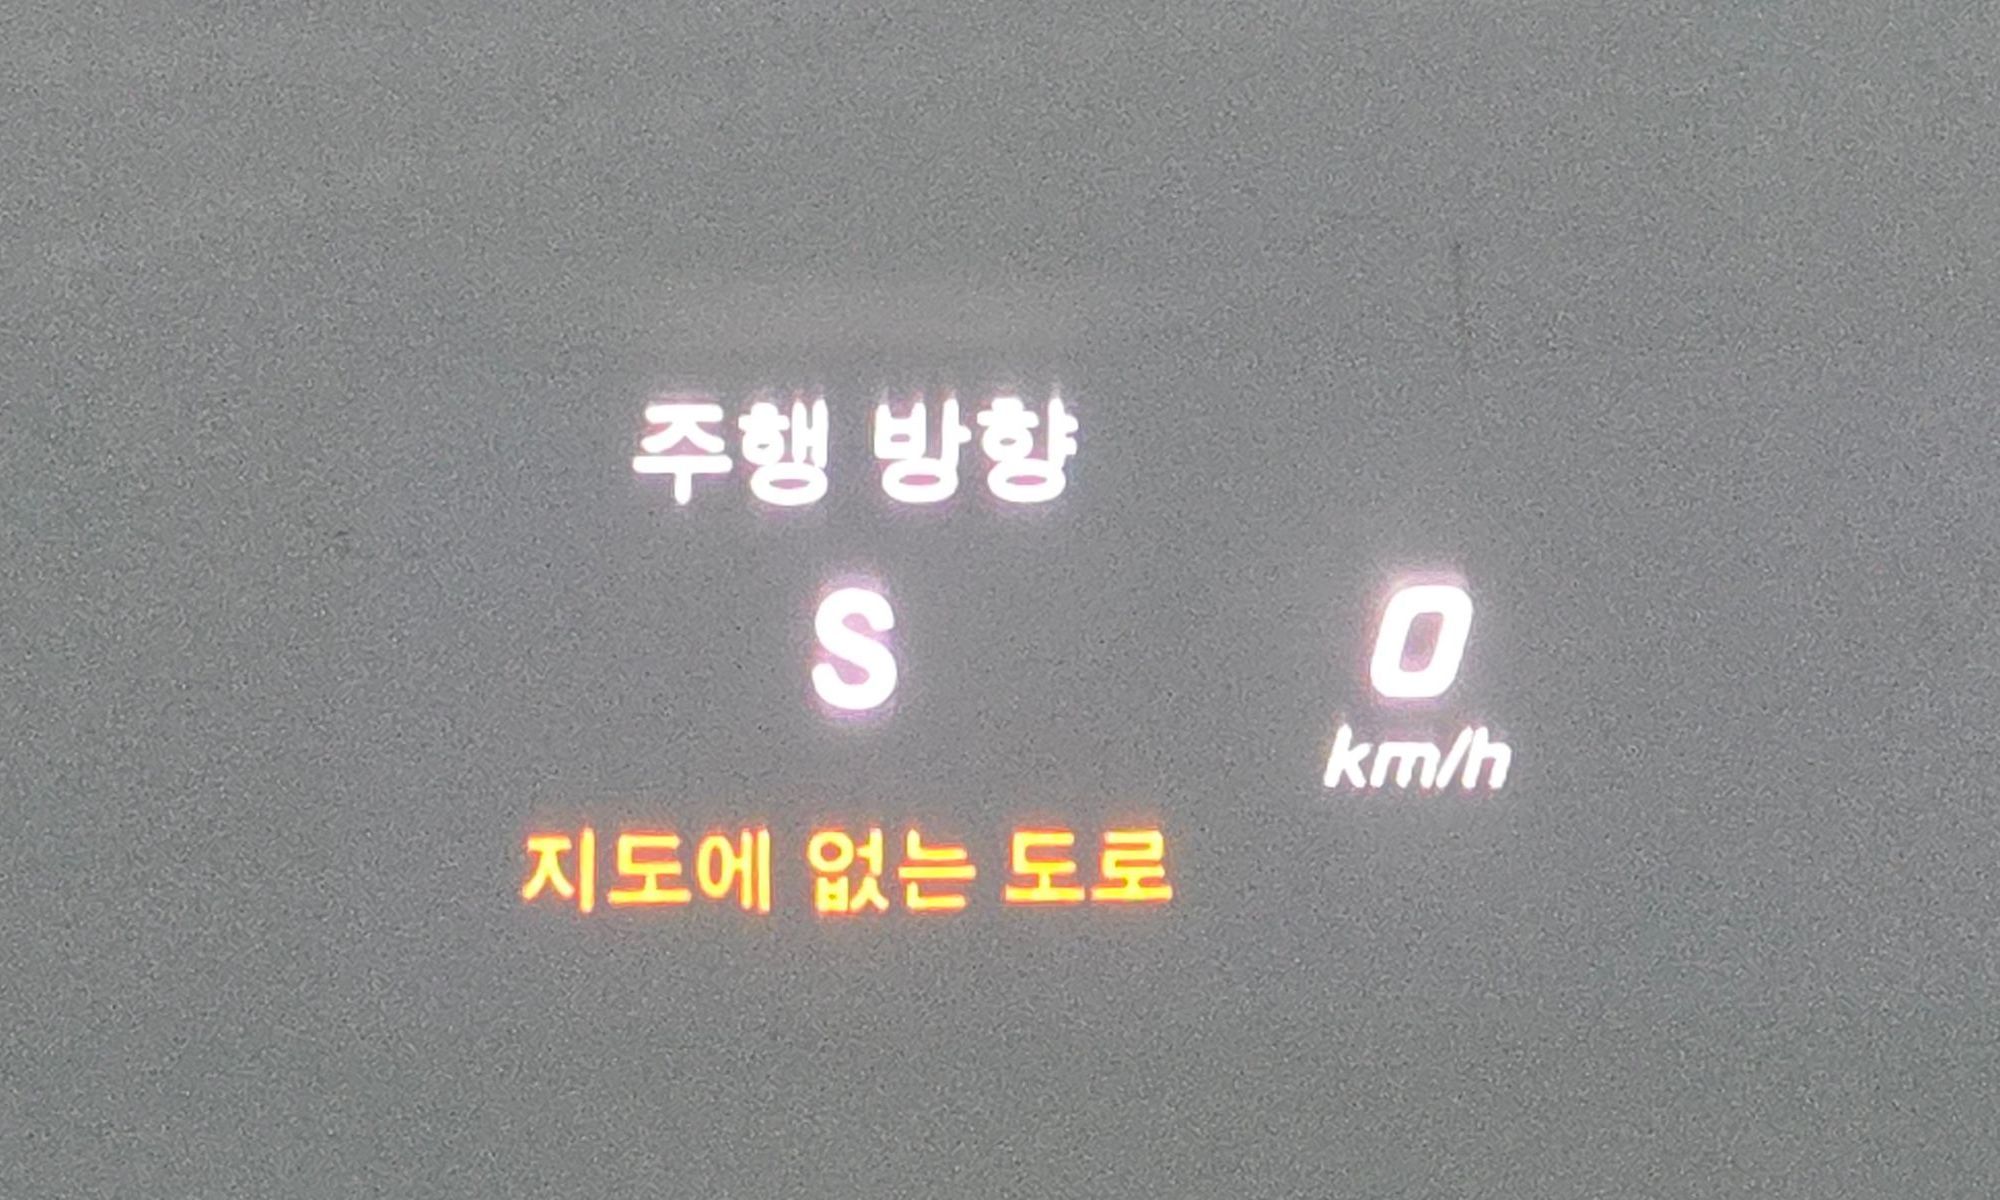 주행 방향
S
0
km/h
지도에 없는 도로